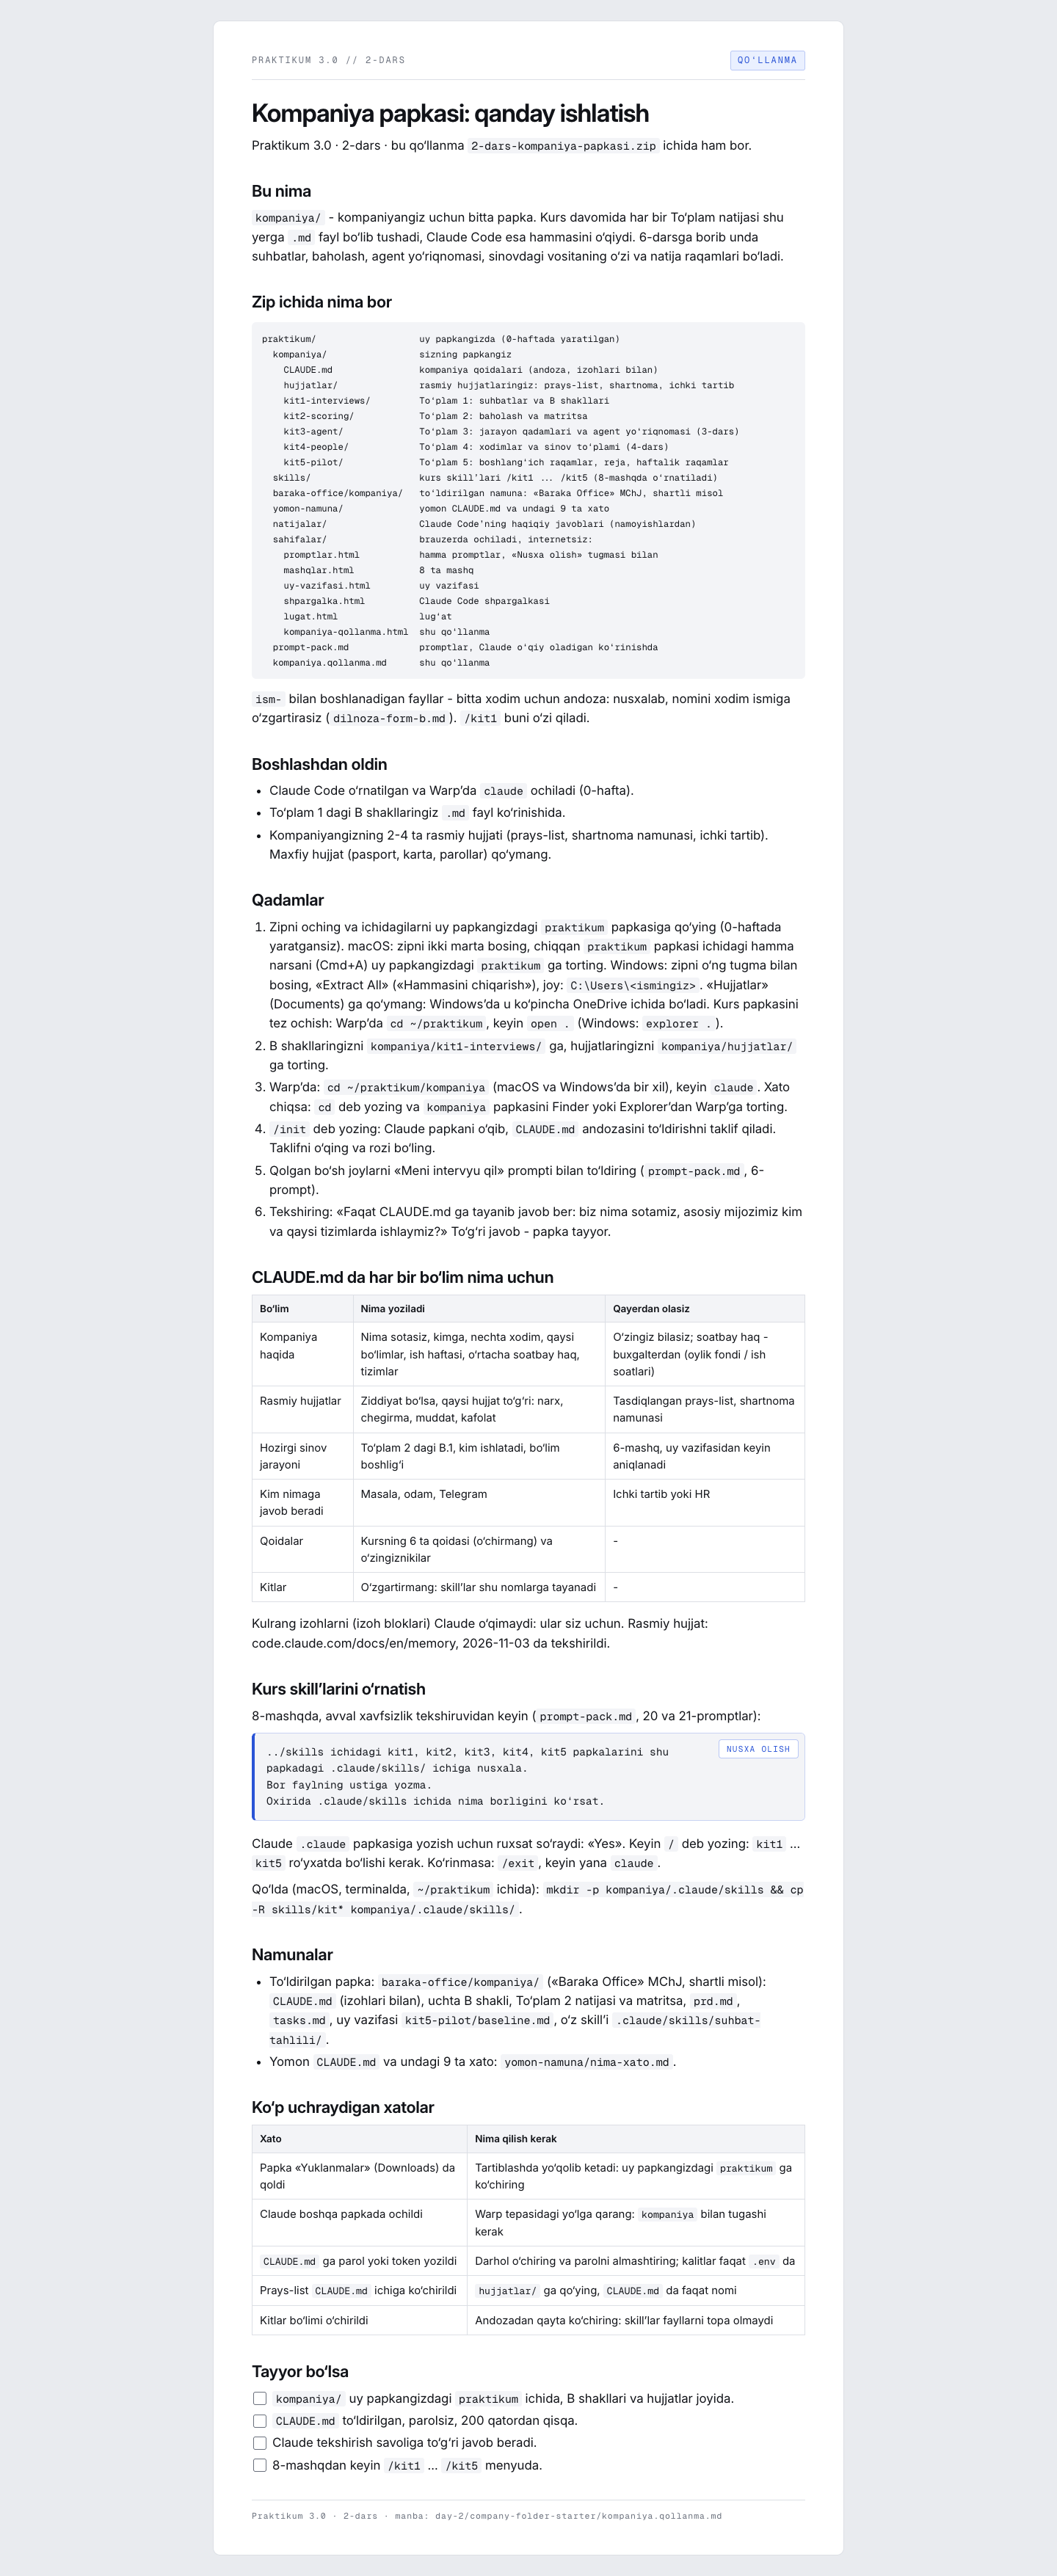 PRAKTIKUM 3.0 // 2-DARS
QO'LLANMA
Kompaniya papkasi: qanday ishlatish
Praktikum 3.0 · 2-dars · bu qo‘llanma 2-dars-kompaniya-papkasi.zip ichida ham bor.
Bu nima
kompaniya/ - kompaniyangiz uchun bitta papka. Kurs davomida har bir To‘plam natijasi shu
yerga .md fayl bo‘lib tushadi, Claude Code esa hammasini o‘qiydi. 6-darsga borib unda
suhbatlar, baholash, agent yo‘riqnomasi, sinovdagi vositaning o‘zi va natija raqamlari bo‘ladi.
Zip ichida nima bor
praktikum/ uy papkangizda (0-haftada yaratilgan)
kompaniya/ sizning papkangiz
CLAUDE.md kompaniya qoidalari (andoza, izohlari bilan)
hujjatlar/ rasmiy hujjatlaringiz: prays-list, shartnoma, ichki tartib
kit1-interviews/ To‘plam 1: suhbatlar va B shakllari
kit2-scoring/ To‘plam 2: baholash va matritsa
kit3-agent/ To‘plam 3: jarayon qadamlari va agent yo‘riqnomasi (3-dars)
kit4-people/ To‘plam 4: xodimlar va sinov to‘plami (4-dars)
kit5-pilot/ To‘plam 5: boshlang‘ich raqamlar, reja, haftalik raqamlar
skills/ kurs skill’lari /kit1 ... /kit5 (8-mashqda o‘rnatiladi)
baraka-office/kompaniya/ to‘ldirilgan namuna: «Baraka Office» MChJ, shartli misol
yomon-namuna/ yomon CLAUDE.md va undagi 9 ta xato
natijalar/ Claude Code’ning haqiqiy javoblari (namoyishlardan)
sahifalar/ brauzerda ochiladi, internetsiz:
promptlar.html hamma promptlar, «Nusxa olish» tugmasi bilan
mashqlar.html 8 ta mashq
uy-vazifasi.html uy vazifasi
shpargalka.html Claude Code shpargalkasi
lugat.html lug‘at
kompaniya-qollanma.html shu qo‘llanma
prompt-pack.md promptlar, Claude o‘qiy oladigan ko‘rinishda
kompaniya.qollanma.md shu qo‘llanma
ism- bilan boshlanadigan fayllar - bitta xodim uchun andoza: nusxalab, nomini xodim ismiga
o‘zgartirasiz ( dilnoza-form-b.md ). /kit1 buni o‘zi qiladi.
Boshlashdan oldin
• Claude Code o‘rnatilgan va Warp’da claude ochiladi (0-hafta).
• To‘plam 1 dagi B shakllaringiz .md fayl ko‘rinishida.
• Kompaniyangizning 2-4 ta rasmiy hujjati (prays-list, shartnoma namunasi, ichki tartib).
Maxfiy hujjat (pasport, karta, parollar) qo‘ymang.
Qadamlar
1. Zipni oching va ichidagilarni uy papkangizdagi praktikum papkasiga qo‘ying (0-haftada
yaratgansiz). macOS: zipni ikki marta bosing, chiqqan praktikum papkasi ichidagi hamma
narsani (Cmd+A) uy papkangizdagi praktikum ga torting. Windows: zipni o‘ng tugma bilan
bosing, «Extract All» («Hammasini chiqarish»), joy: C:\Users\<ismingiz> . «Hujjatlar»
(Documents) ga qo‘ymang: Windows’da u ko‘pincha OneDrive ichida bo‘ladi. Kurs papkasini
tez ochish: Warp’da cd ~/praktikum , keyin open . (Windows: explorer . ).
2. B shakllaringizni kompaniya/kit1-interviews/ ga, hujjatlaringizni kompaniya/hujjatlar/
ga torting.
3. Warp’da: cd ~/praktikum/kompaniya (macOS va Windows’da bir xil), keyin claude . Xato
chiqsa: cd deb yozing va kompaniya papkasini Finder yoki Explorer’dan Warp’ga torting.
4. /init deb yozing: Claude papkani o‘qib, CLAUDE.md andozasini to‘ldirishni taklif qiladi.
Taklifni o‘qing va rozi bo‘ling.
5. Qolgan bo‘sh joylarni «Meni intervyu qil» prompti bilan to‘ldiring ( prompt-pack.md , 6-
prompt).
6. Tekshiring: «Faqat CLAUDE.md ga tayanib javob ber: biz nima sotamiz, asosiy mijozimiz kim
va qaysi tizimlarda ishlaymiz?» To‘g‘ri javob - papka tayyor.
CLAUDE.md da har bir bo‘lim nima uchun
Bo‘lim Nima yoziladi Qayerdan olasiz
Kompaniya haqida Nima sotasiz, kimga, nechta xodim, qaysi bo‘limlar, ish haftasi, o‘rtacha soatbay haq, tizimlar O‘zingiz bilasiz; soatbay haq - buxgalterdan (oylik fondi / ish soatlari)
Rasmiy hujjatlar Ziddiyat bo‘lsa, qaysi hujjat to‘g‘ri: narx, chegirma, muddat, kafolat Tasdiqlangan prays-list, shartnoma namunasi
Hozirgi sinov jarayoni To‘plam 2 dagi B.1, kim ishlatadi, bo‘lim boshlig‘i 6-mashq, uy vazifasidan keyin aniqlanadi
Kim nimaga javob beradi Masala, odam, Telegram Ichki tartib yoki HR
Qoidalar Kursning 6 ta qoidasi (o‘chirmang) va o‘zingiznikilar -
Kitlar O‘zgartirmang: skill’lar shu nomlarga tayanadi -
Kulrang izohlarni (izoh bloklari) Claude o‘qimaydi: ular siz uchun. Rasmiy hujjat:
code.claude.com/docs/en/memory, 2026-11-03 da tekshirildi.
Kurs skill’larini o‘rnatish
8-mashqda, avval xavfsizlik tekshiruvidan keyin ( prompt-pack.md , 20 va 21-promptlar):
NUSXA OLISH
../skills ichidagi kit1, kit2, kit3, kit4, kit5 papkalarini shu
papkadagi .claude/skills/ ichiga nusxala.
Bor faylning ustiga yozma.
Oxirida .claude/skills ichida nima borligini ko‘rsat.
Claude .claude papkasiga yozish uchun ruxsat so‘raydi: «Yes». Keyin / deb yozing: kit1 ...
kit5 ro‘yxatda bo‘lishi kerak. Ko‘rinmasa: /exit , keyin yana claude .
Qo‘lda (macOS, terminalda, ~/praktikum ichida): mkdir -p kompaniya/.claude/skills && cp
-R skills/kit* kompaniya/.claude/skills/ .
Namunalar
• To‘ldirilgan papka: baraka-office/kompaniya/ («Baraka Office» MChJ, shartli misol):
CLAUDE.md (izohlari bilan), uchta B shakli, To‘plam 2 natijasi va matritsa, prd.md ,
tasks.md , uy vazifasi kit5-pilot/baseline.md , o‘z skill’i .claude/skills/suhbat-
tahlili/ .
• Yomon CLAUDE.md va undagi 9 ta xato: yomon-namuna/nima-xato.md .
Ko‘p uchraydigan xatolar
Xato Nima qilish kerak
Papka «Yuklanmalar» (Downloads) da qoldi Tartiblashda yo‘qolib ketadi: uy papkangizdagi praktikum ga ko‘chiring
Claude boshqa papkada ochildi Warp tepasidagi yo‘lga qarang: kompaniya bilan tugashi kerak
CLAUDE.md ga parol yoki token yozildi Darhol o‘chiring va parolni almashtiring; kalitlar faqat .env da
Prays-list CLAUDE.md ichiga ko‘chirildi hujjatlar/ ga qo‘ying, CLAUDE.md da faqat nomi
Kitlar bo‘limi o‘chirildi Andozadan qayta ko‘chiring: skill’lar fayllarni topa olmaydi
Tayyor bo‘lsa
kompaniya/ uy papkangizdagi praktikum ichida, B shakllari va hujjatlar joyida.
CLAUDE.md to‘ldirilgan, parolsiz, 200 qatordan qisqa.
Claude tekshirish savoliga to‘g‘ri javob beradi.
8-mashqdan keyin /kit1 ... /kit5 menyuda.
Praktikum 3.0 · 2-dars · manba: day-2/company-folder-starter/kompaniya.qollanma.md